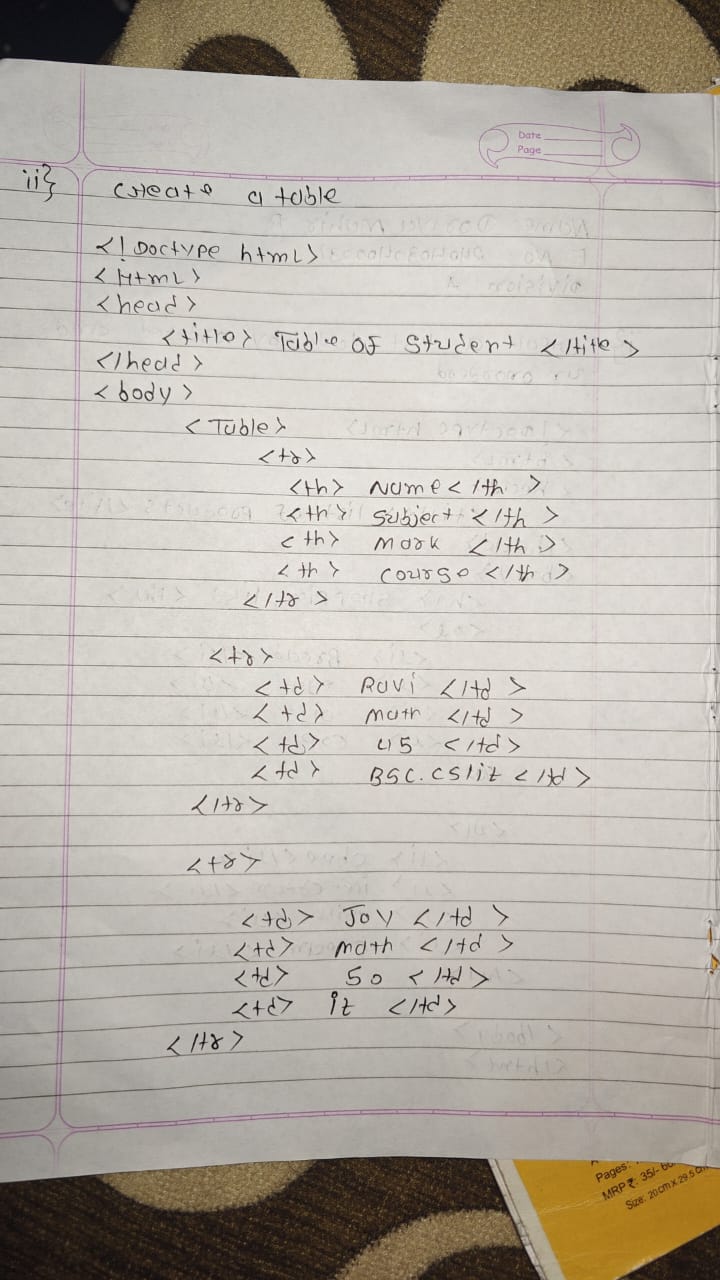 Date
Page
ii} Create a table
<! Doctype html>
<Html>
<head>
<title> Table of Student </title>
</head>
<body>
<Table>
<tr>
<th> Name </th>
<th> Subject </th>
<th> Mark </th>
<th> Course </th>
</tr>
<tr>
<td> Ravi </td>
<td> math </td>
<td> 45 </td>
<td> BSC.CS/it </td>
</tr>
<tr>
<td> Joy </td>
<td> math </td>
<td> 50 </td>
<td> it </td>
</tr>
Pages:
MRP ₹: 35/-
Size: 20cm x 29.5 cm